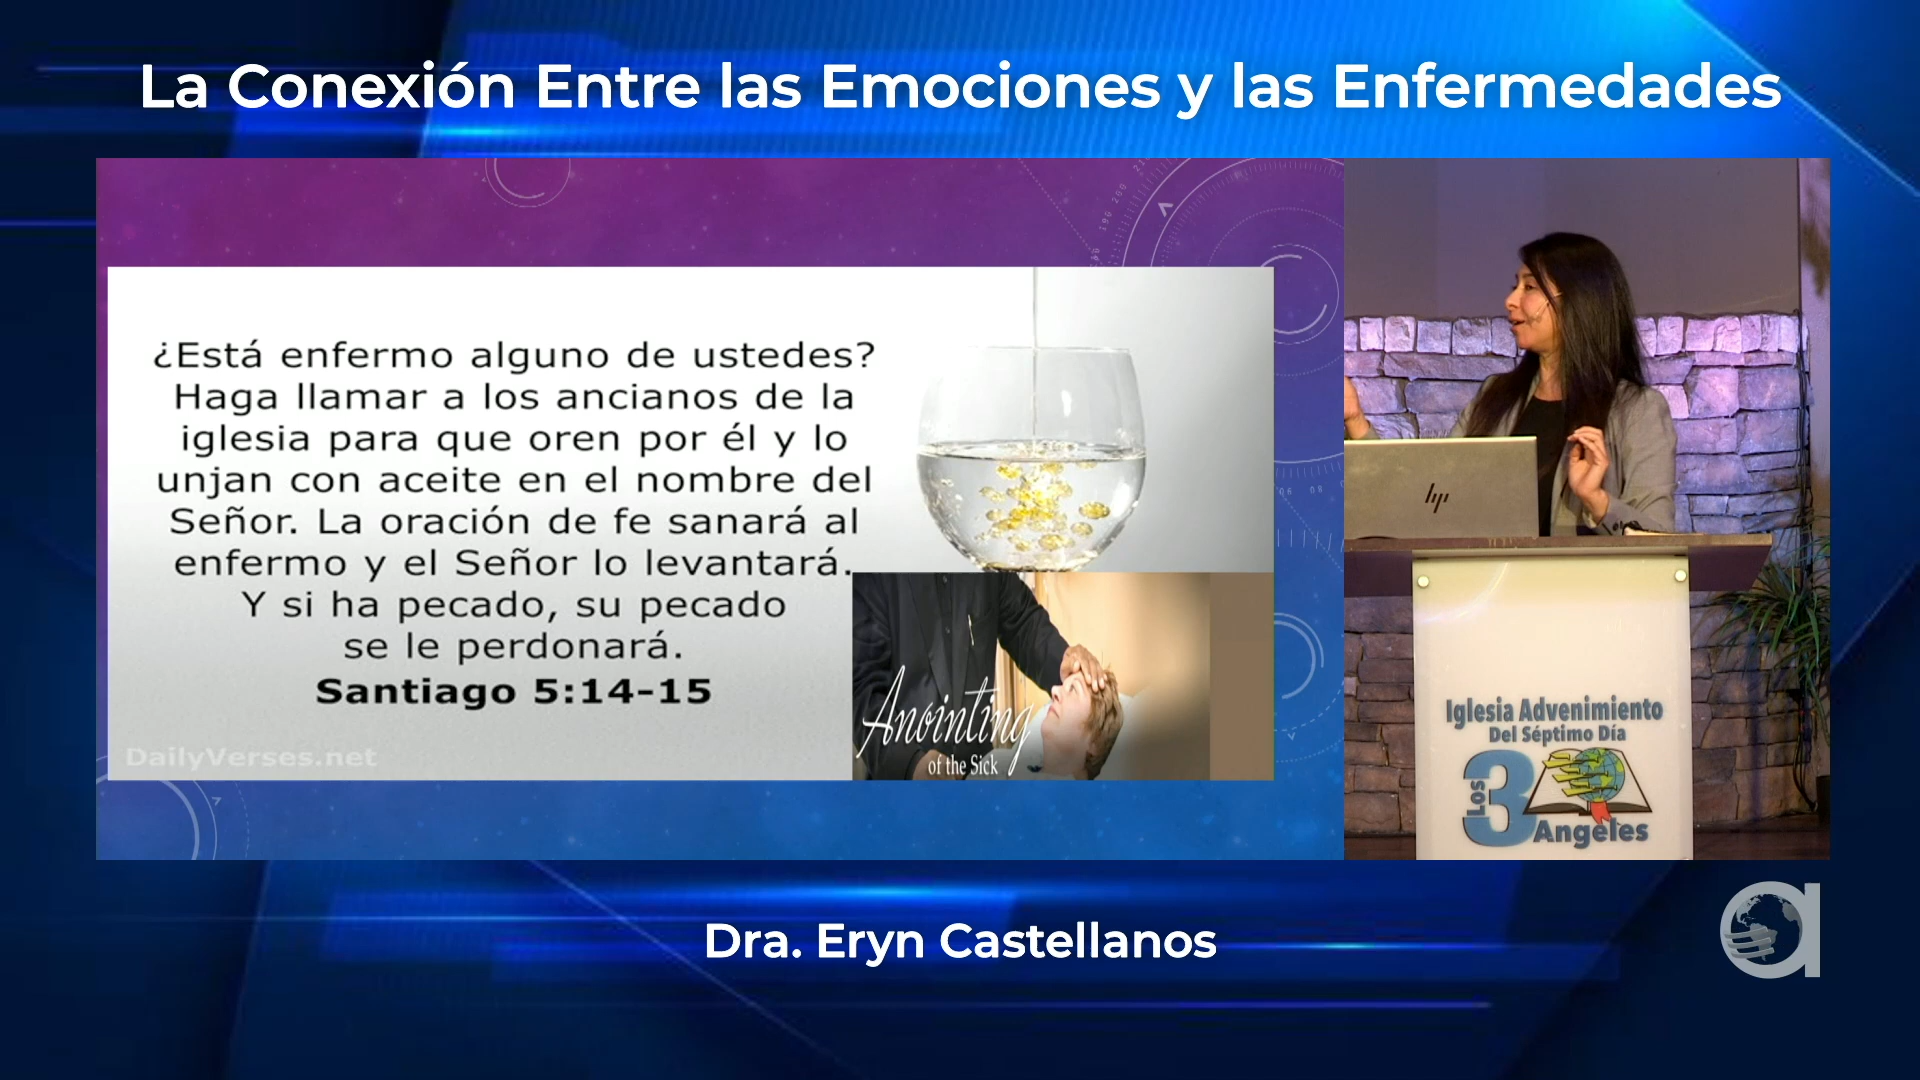 La Conexión Entre las Emociones y las Enfermedades
¿Está enfermo alguno de ustedes?
Haga llamar a los ancianos de la
iglesia para que oren por él y lo
unjan con aceite en el nombre del
Señor. La oración de fe sanará al
enfermo y el Señor lo levantará.
Y si ha pecado, su pecado
se le perdonará.
Santiago 5:14-15
DailyVerses.net
Anointing
of the Sick
hp
Iglesia Advenimiento
Del Séptimo Día
Los 3
Angeles
Dra. Eryn Castellanos
a